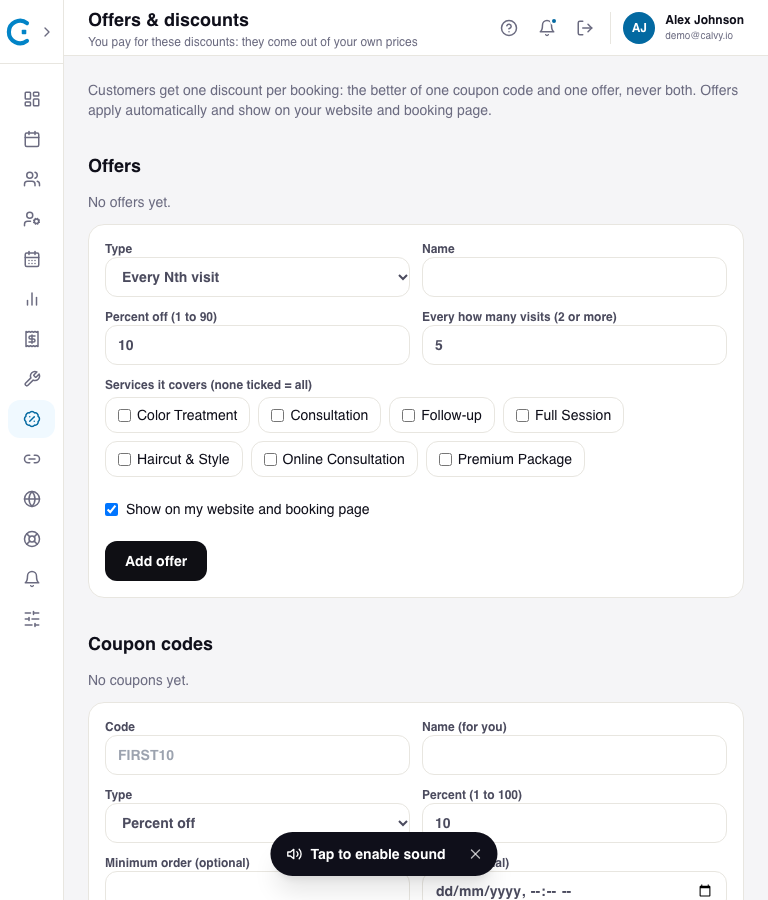 Offers & discounts
You pay for these discounts: they come out of your own prices
AJ
Alex Johnson
demo@calvy.io
Customers get one discount per booking: the better of one coupon code and one offer, never both. Offers
apply automatically and show on your website and booking page.
Offers
No offers yet.
Type
Name
Every Nth visit
Percent off (1 to 90)
Every how many visits (2 or more)
10
5
Services it covers (none ticked = all)
Color Treatment
Consultation
Follow-up
Full Session
Haircut & Style
Online Consultation
Premium Package
Show on my website and booking page
Add offer
Coupon codes
No coupons yet.
Code
Name (for you)
FIRST10
Type
Percent (1 to 100)
Percent off
10
Tap to enable sound
Minimum order (optional)
dd/mm/yyyy, --:-- --